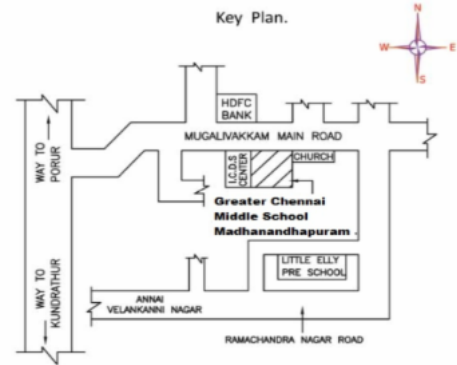 Key Plan.
N
W
E
S
HDFC
BANK
MUGALIVAKKAM MAIN ROAD
WAY TO
PORUR
I.C.D.S
CENTER
CHURCH
Greater Chennai
Middle School
Madhanandhapuram .
LITTLE ELLY
PRE SCHOOL
WAY TO
KUNDRATHUR
ANNAI
VELANKANNI NAGAR
RAMACHANDRA NAGAR ROAD